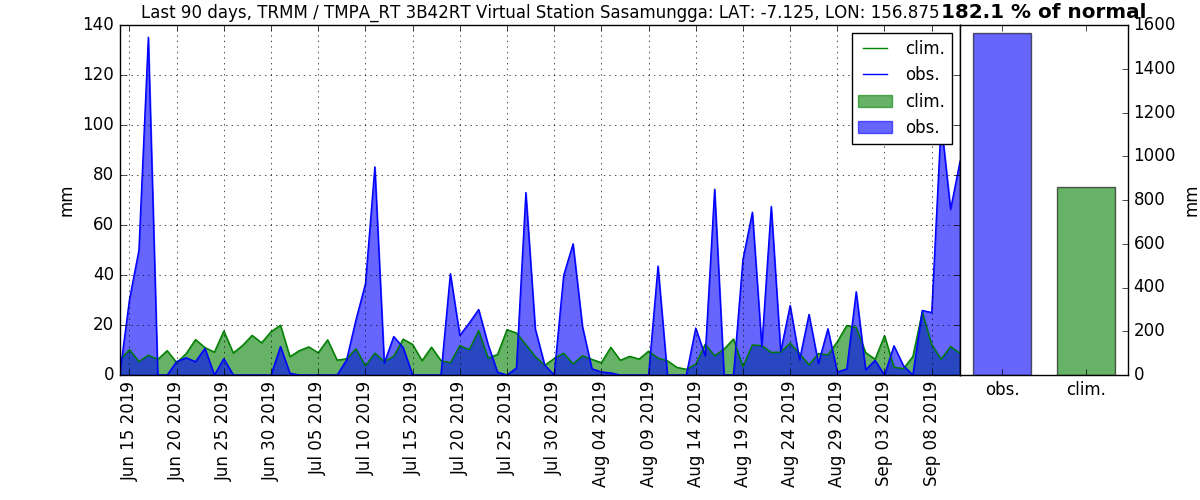 Last 90 days, TRMM / TMPA_RT 3B42RT Virtual Station Sasamungga: LAT: -7.125, LON: 156.875
182.1 % of normal
mm
140
120
100
80
60
40
20
0
clim.
obs.
clim.
obs.
Jun 15 2019
Jun 20 2019
Jun 25 2019
Jun 30 2019
Jul 05 2019
Jul 10 2019
Jul 15 2019
Jul 20 2019
Jul 25 2019
Jul 30 2019
Aug 04 2019
Aug 09 2019
Aug 14 2019
Aug 19 2019
Aug 24 2019
Aug 29 2019
Sep 03 2019
Sep 08 2019
obs.
clim.
1600
1400
1200
1000
800
600
400
200
0
mm